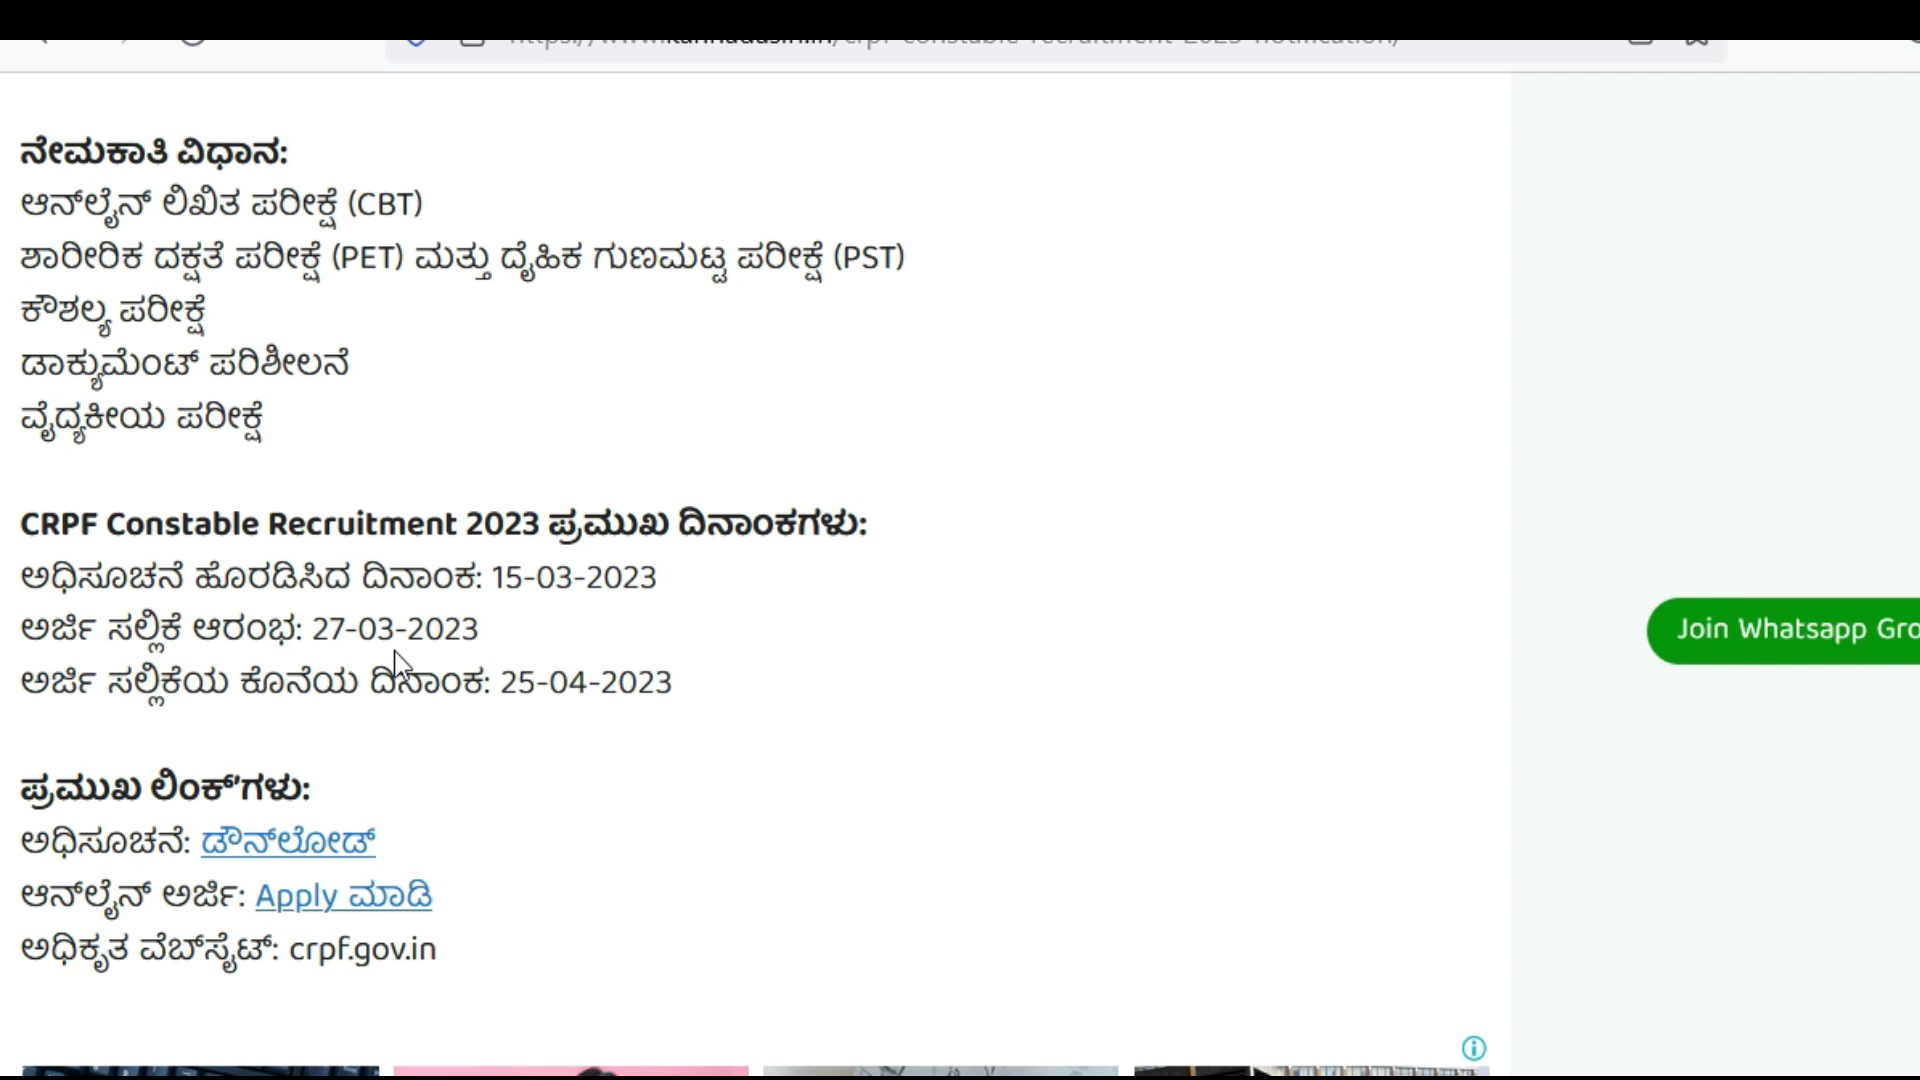 ನೇಮಕಾತಿ ವಿಧಾನ:
ಆನ್‌ಲೈನ್ ಲಿಖಿತ ಪರೀಕ್ಷೆ (CBT)
ಶಾರೀರಿಕ ದಕ್ಷತೆ ಪರೀಕ್ಷೆ (PET) ಮತ್ತು ದೈಹಿಕ ಗುಣಮಟ್ಟ ಪರೀಕ್ಷೆ (PST)
ಕೌಶಲ್ಯ ಪರೀಕ್ಷೆ
ಡಾಕ್ಯುಮೆಂಟ್ ಪರಿಶೀಲನೆ
ವೈದ್ಯಕೀಯ ಪರೀಕ್ಷೆ
CRPF Constable Recruitment 2023 ಪ್ರಮುಖ ದಿನಾಂಕಗಳು:
ಅಧಿಸೂಚನೆ ಹೊರಡಿಸಿದ ದಿನಾಂಕ: 15-03-2023
ಅರ್ಜಿ ಸಲ್ಲಿಕೆ ಆರಂಭ: 27-03-2023
ಅರ್ಜಿ ಸಲ್ಲಿಕೆಯ ಕೊನೆಯ ದಿನಾಂಕ: 25-04-2023
Join Whatsapp Gro
ಪ್ರಮುಖ ಲಿಂಕ್'ಗಳು:
ಅಧಿಸೂಚನೆ: ಡೌನ್‌ಲೋಡ್
ಆನ್‌ಲೈನ್ ಅರ್ಜಿ: Apply ಮಾಡಿ
ಅಧಿಕೃತ ವೆಬ್‌ಸೈಟ್: crpf.gov.in